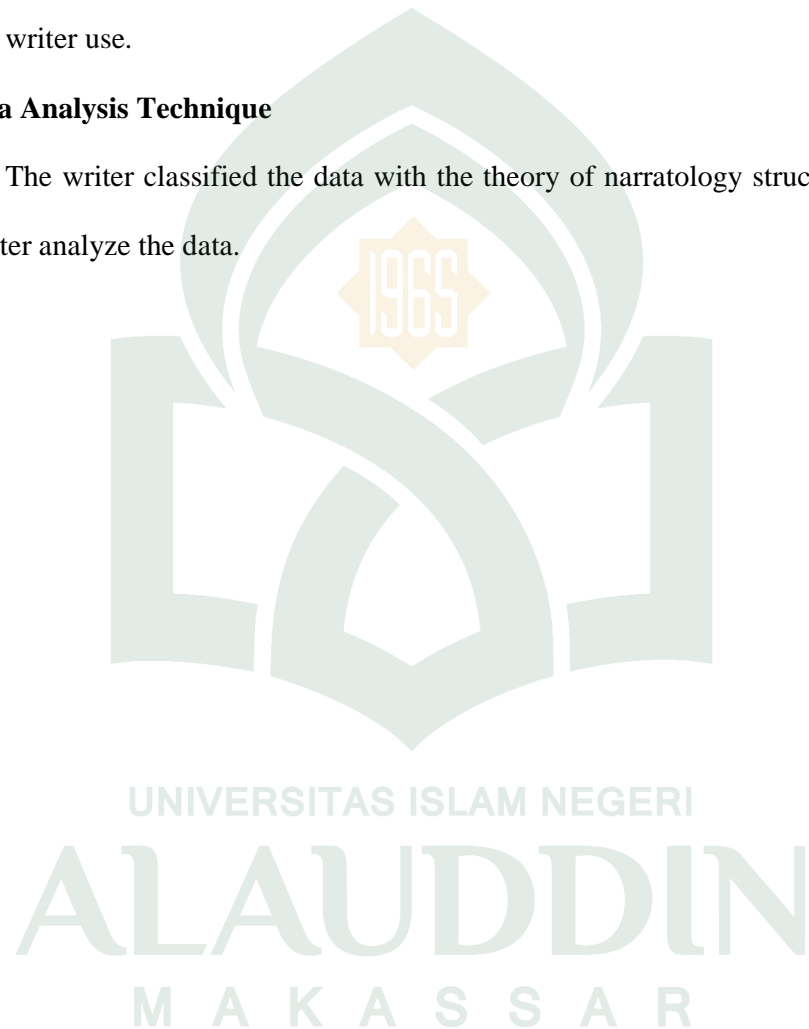 writer use.
a Analysis Technique
The writer classified the data with the theory of narratology struc
ter analyze the data.
1965
UNIVERSITAS ISLAM NEGERI
ALAUDDIN
MAKASSAR